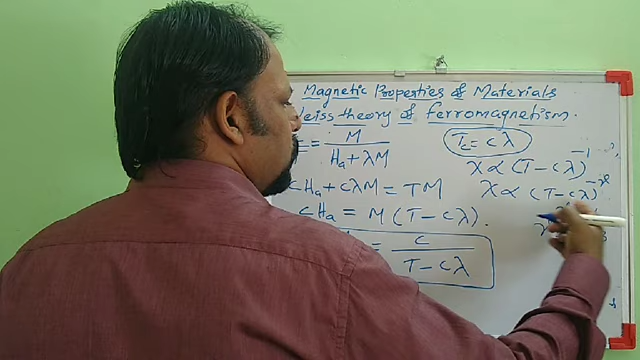 Magnetic Properties of Materials
theory of ferromagnetism.
= M / (Ha + λM)
Tc = Cλ
χ ∝ (T - Cλ)^-1
CHa + CλM = TM
χ ∝ (T - Cλ)^-γ
CHa = M (T - Cλ).
= C / (T - Cλ)